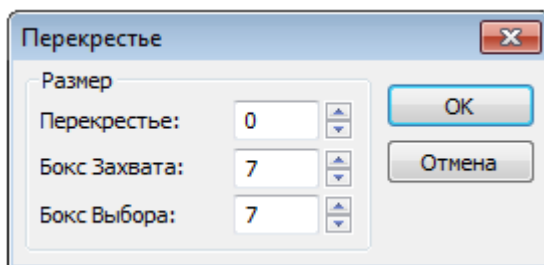 Перекрестье
Размер
Перекрестье: 0
Бокс Захвата: 7
Бокс Выбора: 7
OK
Отмена